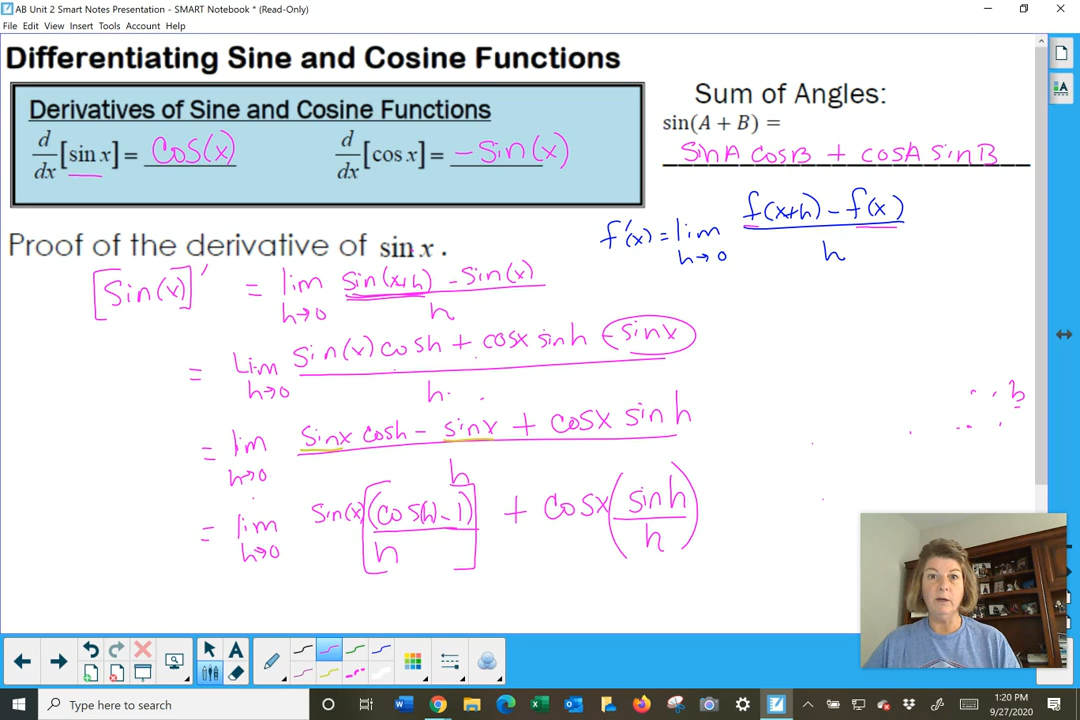 AB Unit 2 Smart Notes Presentation - SMART Notebook * (Read-Only)
File Edit View Insert Tools Account Help
Differentiating Sine and Cosine Functions
Derivatives of Sine and Cosine Functions
d/dx [sin x] = cos(x) d/dx [cos x] = -sin(x)
Sum of Angles:
sin(A + B) =
sinA cosB + cosA sinB
f'(x) = lim h→0 f(x+h) - f(x) / h
Proof of the derivative of sin x .
[sin(x)]' = lim h→0 sin(x+h) - sin(x) / h
= lim h→0 sin(x) cosh + cosx sinh - sinx / h
= lim h→0 sinx cosh - sinx + cosx sinh / h
= lim h→0 sin(x) [(cos(h)-1) / h] + cosx (sinh / h)
h
A
Type here to search
1:20 PM
9/27/2020